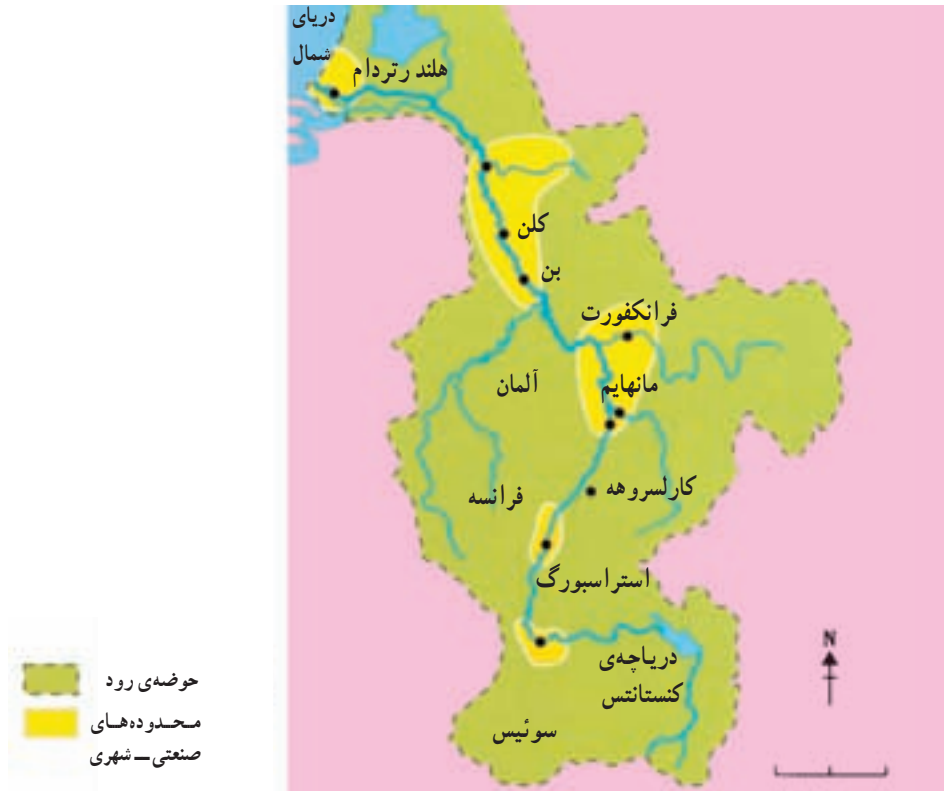 دریای
شمال
هلند رتردام
کلن
بن
فرانکفورت
آلمان
مانهایم
کارلسروهه
فرانسه
استراسبورگ
دریاچه‌ی
کنستانتس
سوئیس
N
حوضه‌ی رود
محدوده‌های
صنعتی – شهری